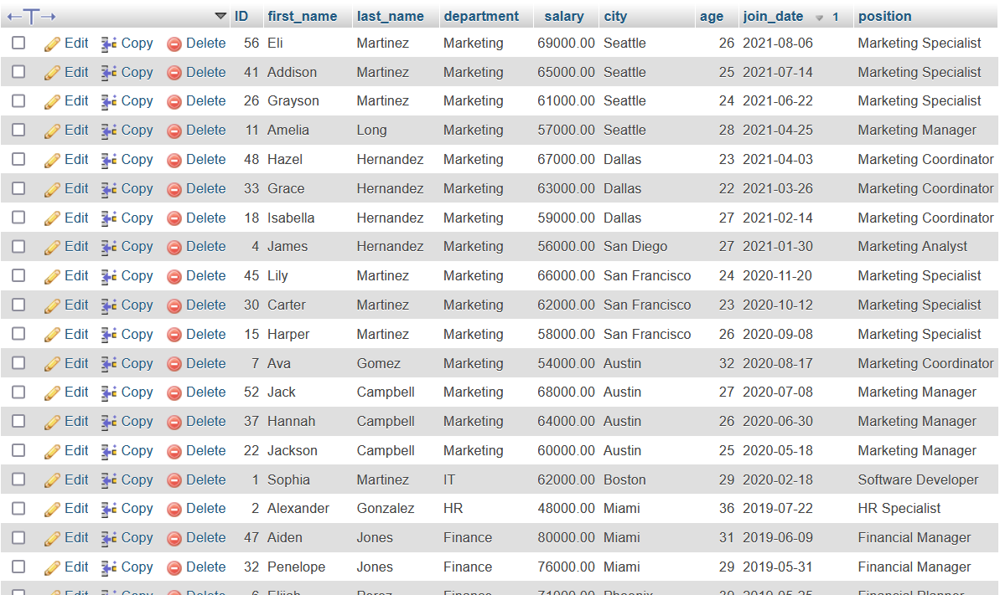 ID first_name last_name department salary city age join_date 1 position
Edit Copy Delete 56 Eli Martinez Marketing 69000.00 Seattle 26 2021-08-06 Marketing Specialist
Edit Copy Delete 41 Addison Martinez Marketing 65000.00 Seattle 25 2021-07-14 Marketing Specialist
Edit Copy Delete 26 Grayson Martinez Marketing 61000.00 Seattle 24 2021-06-22 Marketing Specialist
Edit Copy Delete 11 Amelia Long Marketing 57000.00 Seattle 28 2021-04-25 Marketing Manager
Edit Copy Delete 48 Hazel Hernandez Marketing 67000.00 Dallas 23 2021-04-03 Marketing Coordinator
Edit Copy Delete 33 Grace Hernandez Marketing 63000.00 Dallas 22 2021-03-26 Marketing Coordinator
Edit Copy Delete 18 Isabella Hernandez Marketing 59000.00 Dallas 27 2021-02-14 Marketing Coordinator
Edit Copy Delete 4 James Hernandez Marketing 56000.00 San Diego 27 2021-01-30 Marketing Analyst
Edit Copy Delete 45 Lily Martinez Marketing 66000.00 San Francisco 24 2020-11-20 Marketing Specialist
Edit Copy Delete 30 Carter Martinez Marketing 62000.00 San Francisco 23 2020-10-12 Marketing Specialist
Edit Copy Delete 15 Harper Martinez Marketing 58000.00 San Francisco 26 2020-09-08 Marketing Specialist
Edit Copy Delete 7 Ava Gomez Marketing 54000.00 Austin 32 2020-08-17 Marketing Coordinator
Edit Copy Delete 52 Jack Campbell Marketing 68000.00 Austin 27 2020-07-08 Marketing Manager
Edit Copy Delete 37 Hannah Campbell Marketing 64000.00 Austin 26 2020-06-30 Marketing Manager
Edit Copy Delete 22 Jackson Campbell Marketing 60000.00 Austin 25 2020-05-18 Marketing Manager
Edit Copy Delete 1 Sophia Martinez IT 62000.00 Boston 29 2020-02-18 Software Developer
Edit Copy Delete 2 Alexander Gonzalez HR 48000.00 Miami 36 2019-07-22 HR Specialist
Edit Copy Delete 47 Aiden Jones Finance 80000.00 Miami 31 2019-06-09 Financial Manager
Edit Copy Delete 32 Penelope Jones Finance 76000.00 Miami 29 2019-05-31 Financial Manager
Edit Copy Delete Elijah Perez Finance 71000.00 Phoenix Financial Planner